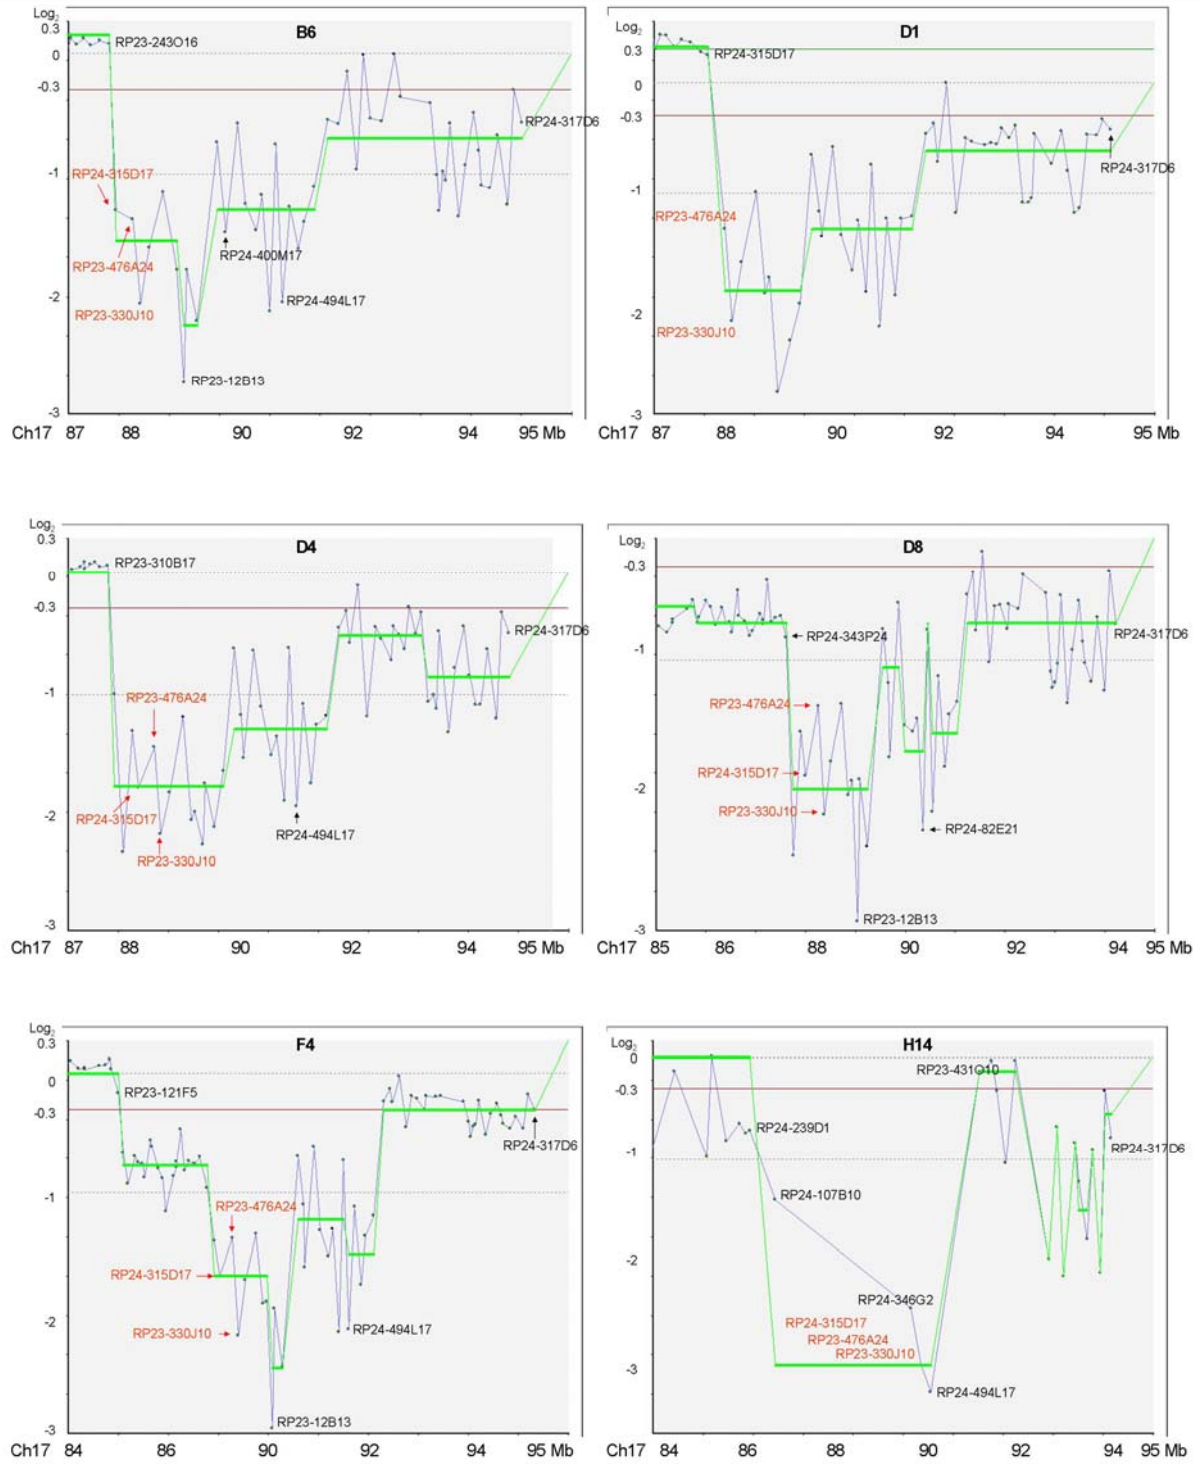 Log2
B6
0.3
RP23-243O16
0
-0.3
RP24-317D6
-1
RP24-315D17
RP24-400M17
RP23-476A24
-2
RP24-494L17
RP23-330J10
RP23-12B13
-3
Ch17 87 88 90 92 94 95 Mb
Log2
D1
0.3
RP24-315D17
0
-0.3
RP24-317D6
-1
RP23-476A24
-2
RP23-330J10
-3
Ch17 87 88 90 92 94 95 Mb
Log2
0.3
D4
RP23-310B17
0
-0.3
RP24-317D6
-1
RP23-476A24
-2
RP24-315D17
RP24-494L17
RP23-330J10
-3
Ch17 87 88 90 92 94 95 Mb
Log2
D8
-0.3
RP24-343P24
RP24-317D6
-1
RP23-476A24
RP24-315D17
-2
RP23-330J10
RP24-82E21
RP23-12B13
-3
Ch17 85 86 88 90 92 94 95 Mb
Log2
0.3
F4
0
RP23-121F5
-0.3
RP24-317D6
-1
RP23-476A24
RP24-315D17
-2
RP24-494L17
RP23-330J10
RP23-12B13
-3
Ch17 84 86 90 92 94 95 Mb
Log2
H14
0
RP23-431O10
-0.3
RP24-239D1
-1
RP24-317D6
RP24-107B10
-2
RP24-346G2
RP24-315D17
RP23-476A24
RP23-330J10
-3
RP24-494L17
Ch17 84 86 88 90 92 94 95 Mb